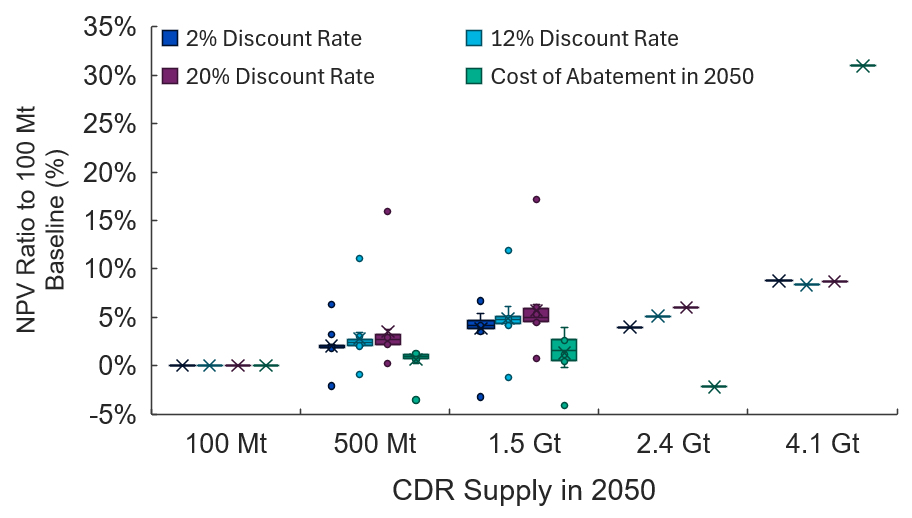 2% Discount Rate
12% Discount Rate
20% Discount Rate
Cost of Abatement in 2050
NPV Ratio to 100 Mt
Baseline (%)
35%
30%
25%
20%
15%
10%
5%
0%
-5%
100 Mt
500 Mt
1.5 Gt
2.4 Gt
4.1 Gt
CDR Supply in 2050